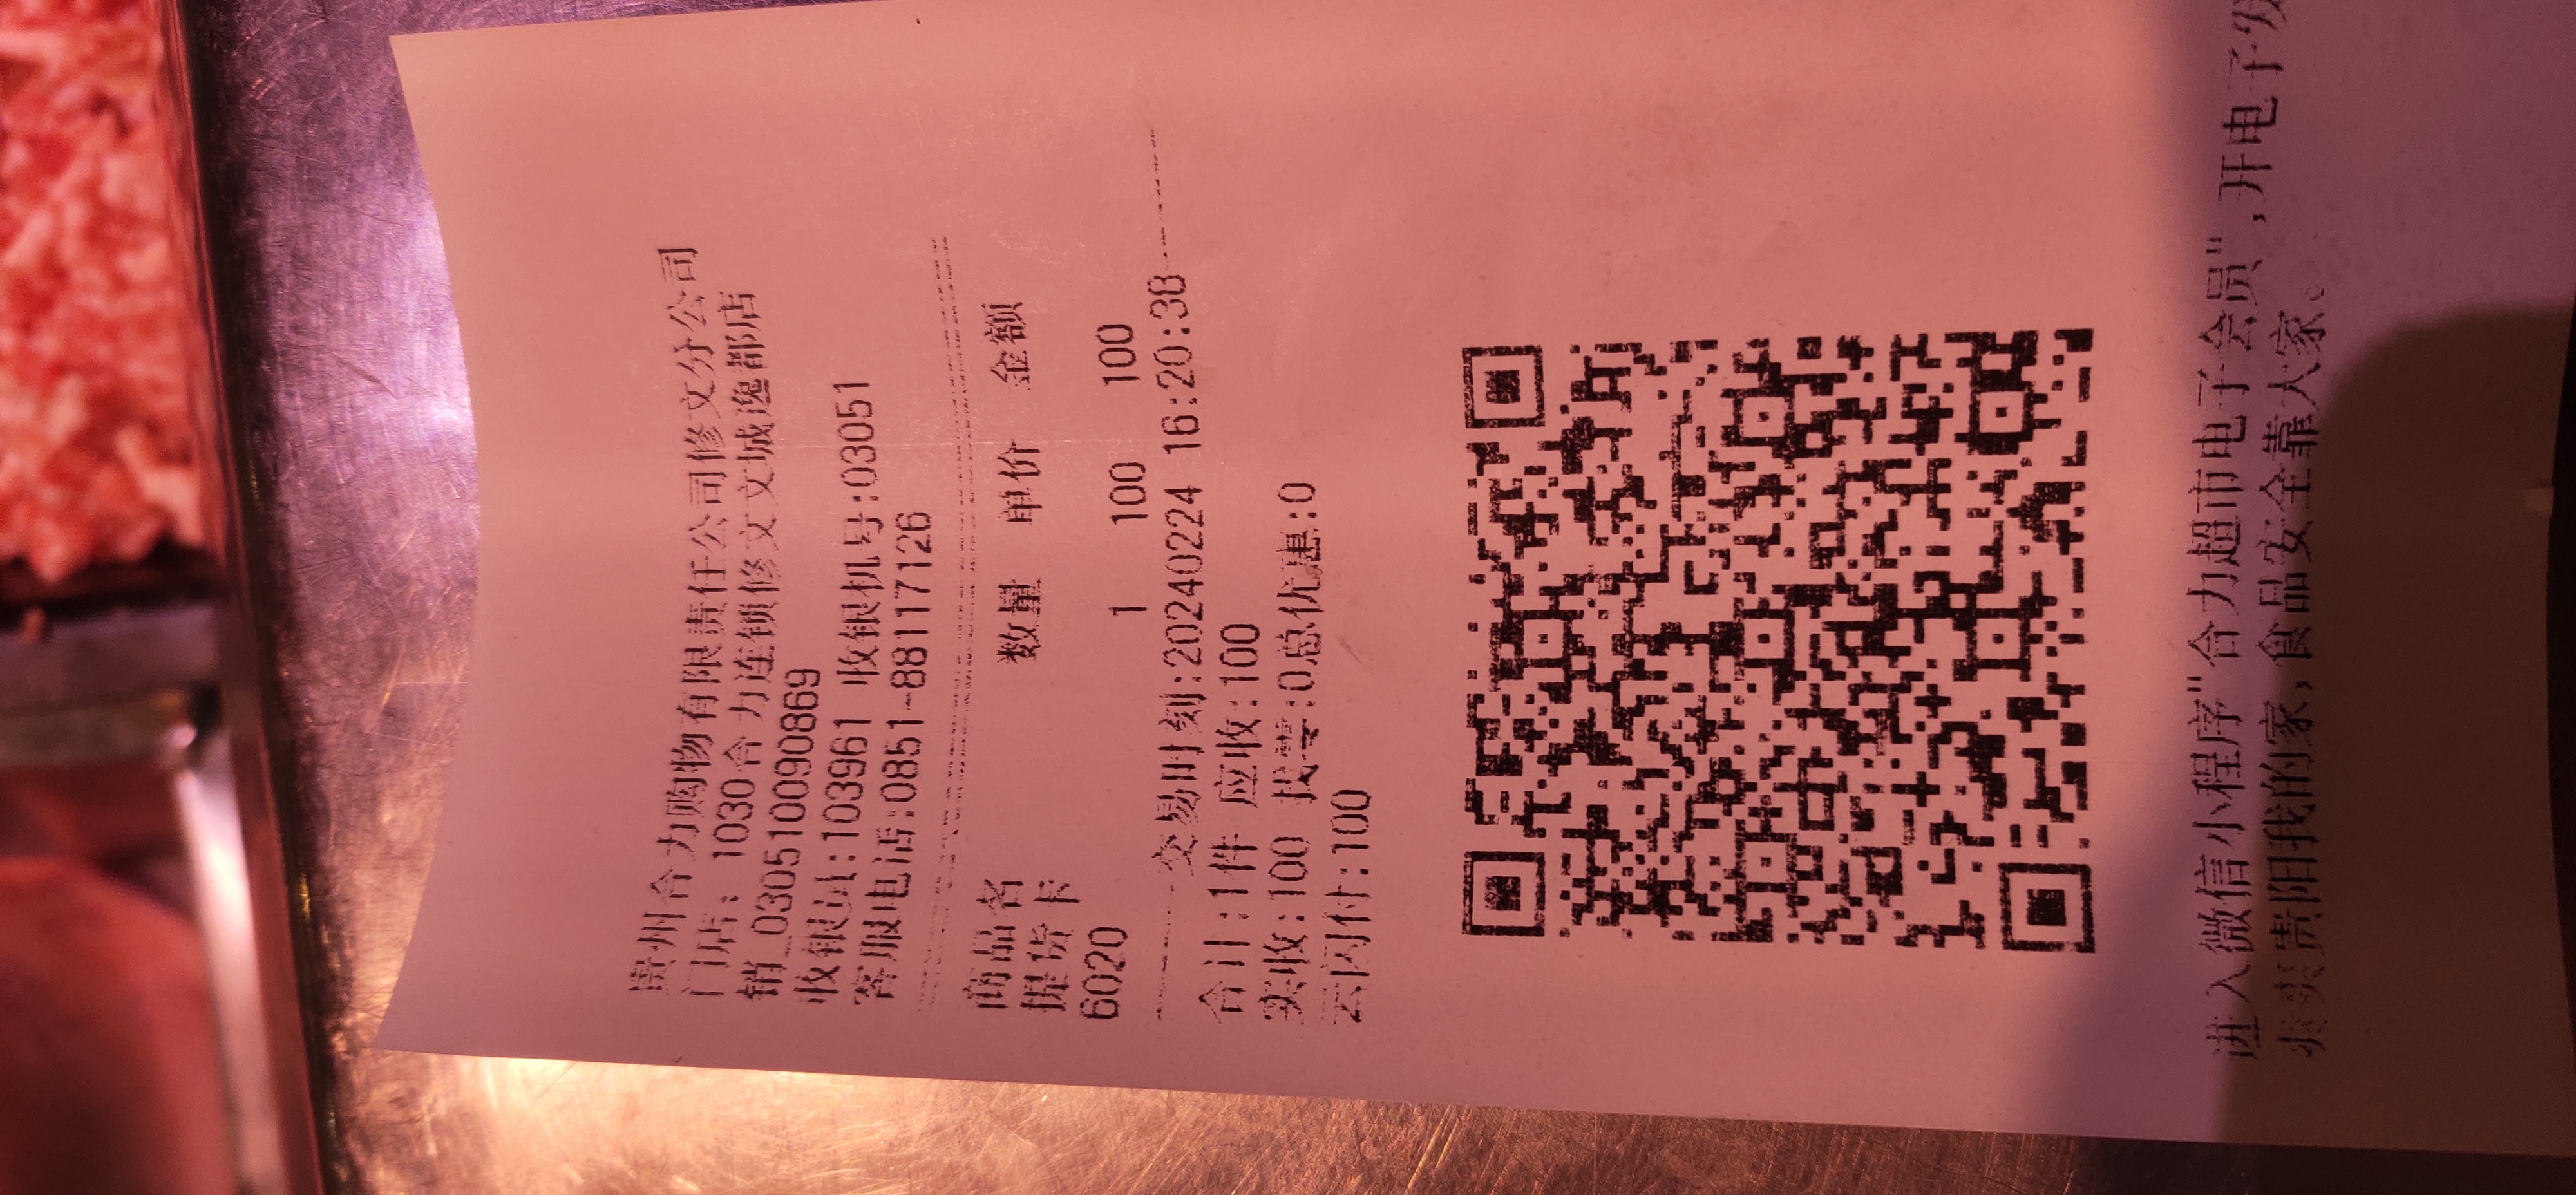 贵州合力购物有限责任公司修文分公司
门店: 1030合力连锁修文文城逸都店
销_030510090869
收银员:103961 收银机号:03051
客服电话:0851-88117126
商品名 数量 单价 金额
提货卡
6020 1 100 100
交易时刻:20240224 16:20:38
合计:1件 应收:100
实收:100 找零:0总优惠:0
云闪付:100
进入微信小程序"合力超市电子会员",开电子发
爽爽贵阳我的家,食品安全靠大家。